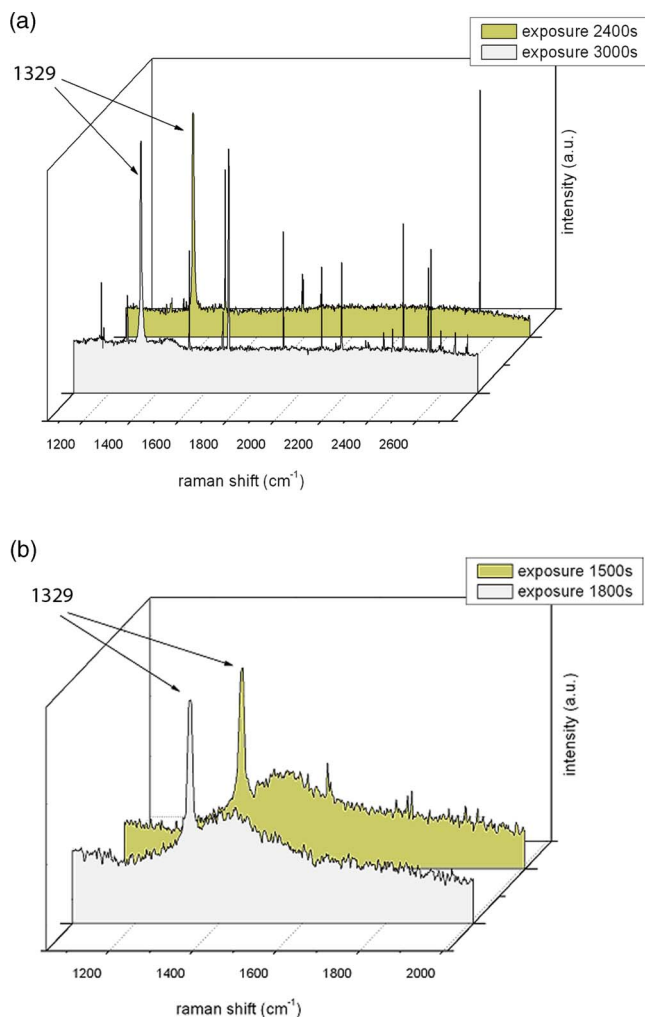 (a)
exposure 2400s
exposure 3000s
1329
intensity (a.u.)
1200 1400 1600 1800 2000 2200 2400 2600
raman shift (cm⁻¹)
(b)
exposure 1500s
exposure 1800s
1329
intensity (a.u.)
1200 1400 1600 1800 2000
raman shift (cm⁻¹)